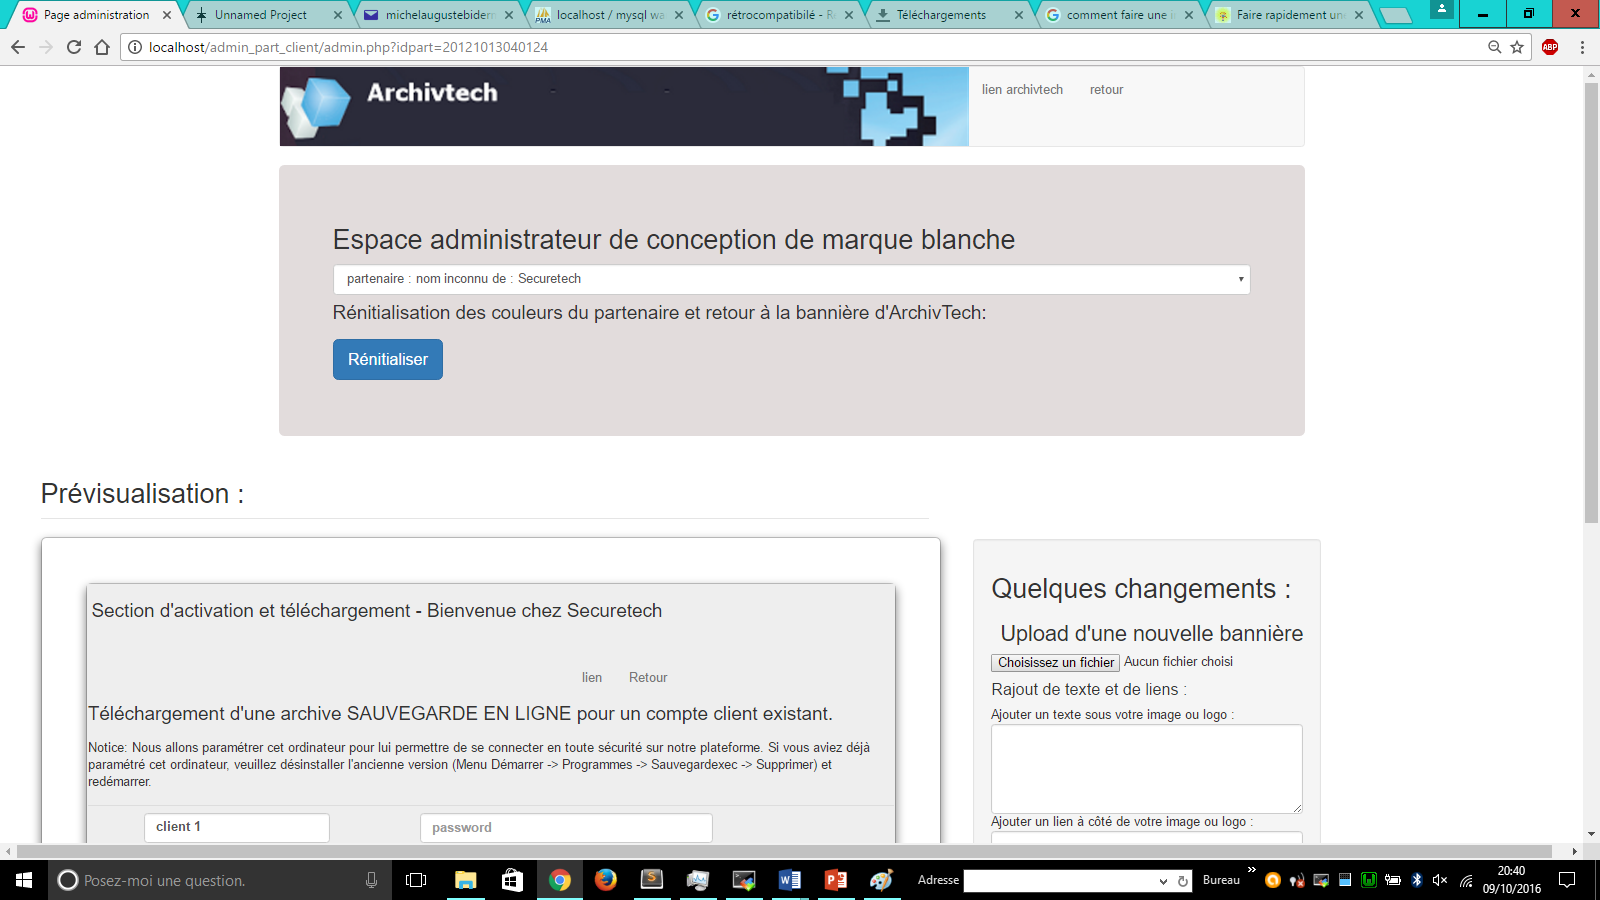 Page administration
Unnamed Project
michelaugustebiden
localhost / mysql wa
rétrocompatibilé - R
Téléchargements
comment faire une i
Faire rapidement une
localhost/admin_part_client/admin.php?idpart=20121013040124
ABP
Archivtech
lien archivtech
retour
Espace administrateur de conception de marque blanche
partenaire : nom inconnu de : Securetech
Rénitialisation des couleurs du partenaire et retour à la bannière d'ArchivTech:
Rénitialiser
Prévisualisation :
Section d'activation et téléchargement - Bienvenue chez Securetech
lien
Retour
Téléchargement d'une archive SAUVEGARDE EN LIGNE pour un compte client existant.
Notice: Nous allons paramétrer cet ordinateur pour lui permettre de se connecter en toute sécurité sur notre plateforme. Si vous aviez déjà
paramétré cet ordinateur, veuillez désinstaller l'ancienne version (Menu Démarrer -> Programmes -> Sauvegardexec -> Supprimer) et
redémarrer.
client 1
password
Quelques changements :
Upload d'une nouvelle bannière
Choisissez un fichier Aucun fichier choisi
Rajout de texte et de liens :
Ajouter un texte sous votre image ou logo :
Ajouter un lien à côté de votre image ou logo :
Posez-moi une question.
Adresse
Bureau
20:40
09/10/2016